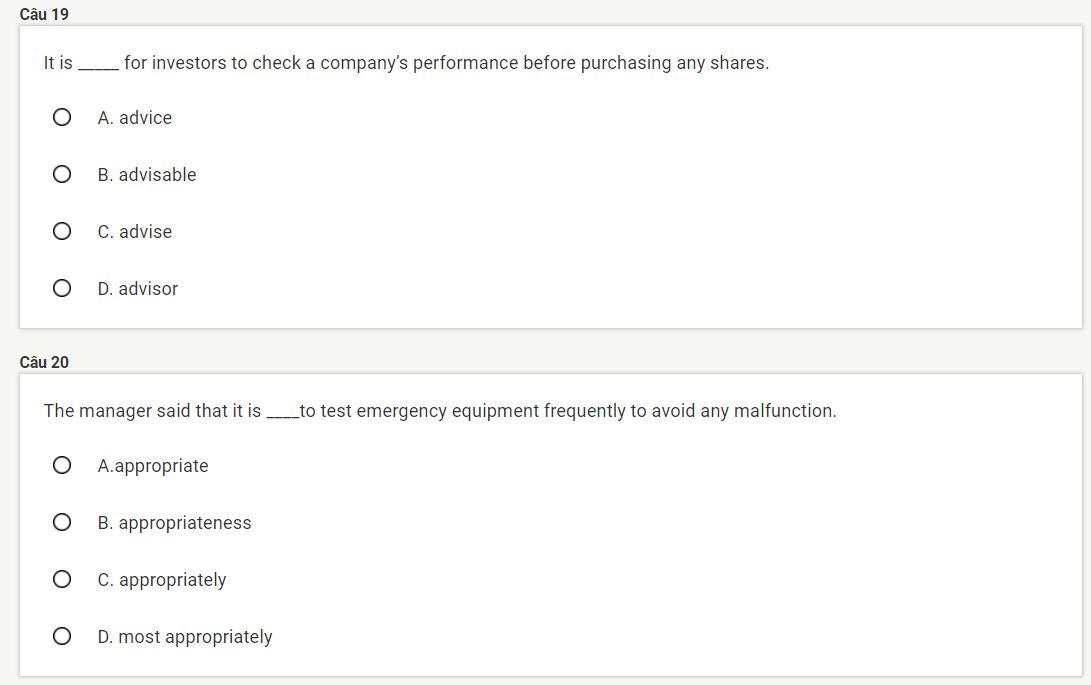 Câu 19
It is _____ for investors to check a company's performance before purchasing any shares.
A. advice
B. advisable
C. advise
D. advisor
Câu 20
The manager said that it is ____to test emergency equipment frequently to avoid any malfunction.
A.appropriate
B. appropriateness
C. appropriately
D. most appropriately